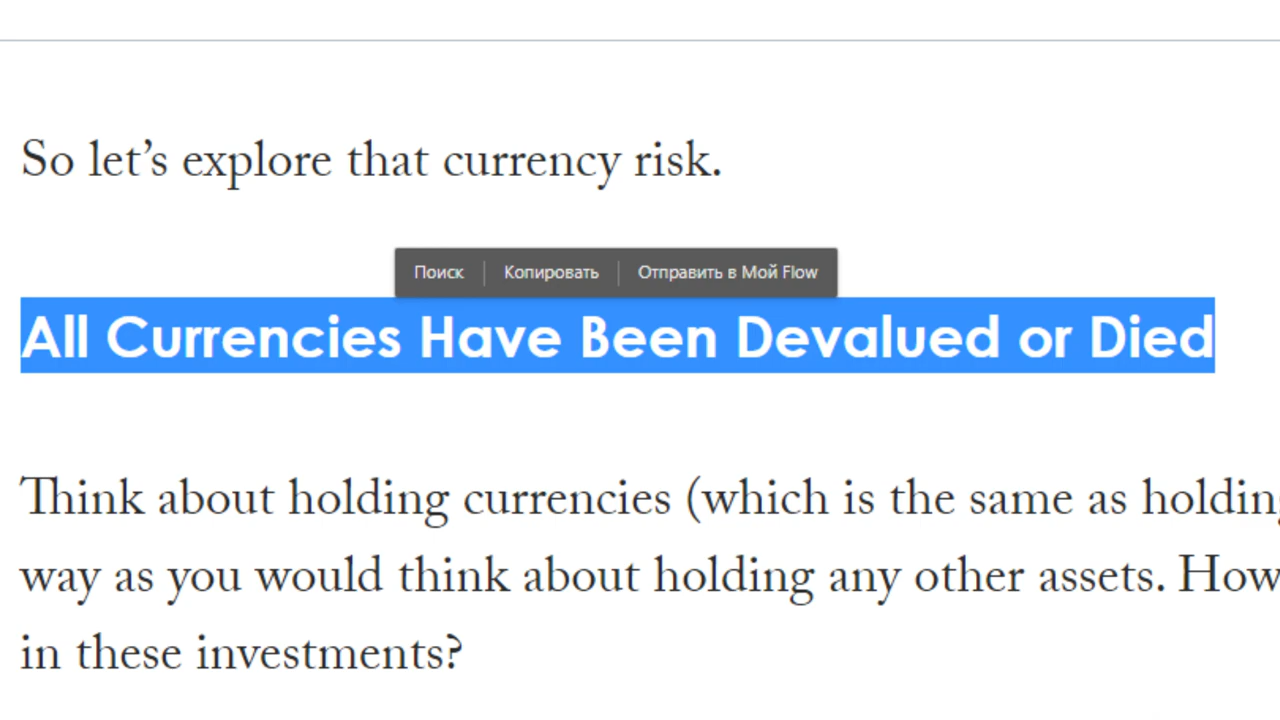 So let’s explore that currency risk.
Поиск Копировать Отправить в Мой Flow
All Currencies Have Been Devalued or Died
Think about holding currencies (which is the same as holding
way as you would think about holding any other assets. How
in these investments?